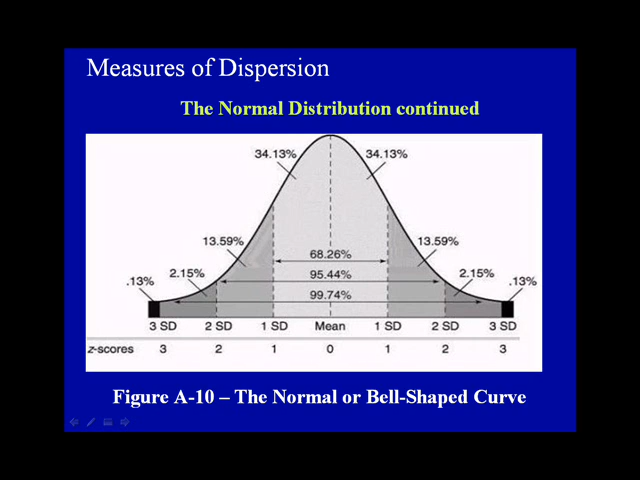 Measures of Dispersion
The Normal Distribution continued
34.13% 34.13%
13.59% 13.59%
68.26%
2.15% 95.44% 2.15%
.13% 99.74% .13%
3 SD 2 SD 1 SD Mean 1 SD 2 SD 3 SD
z-scores 3 2 1 0 1 2 3
Figure A-10 – The Normal or Bell-Shaped Curve